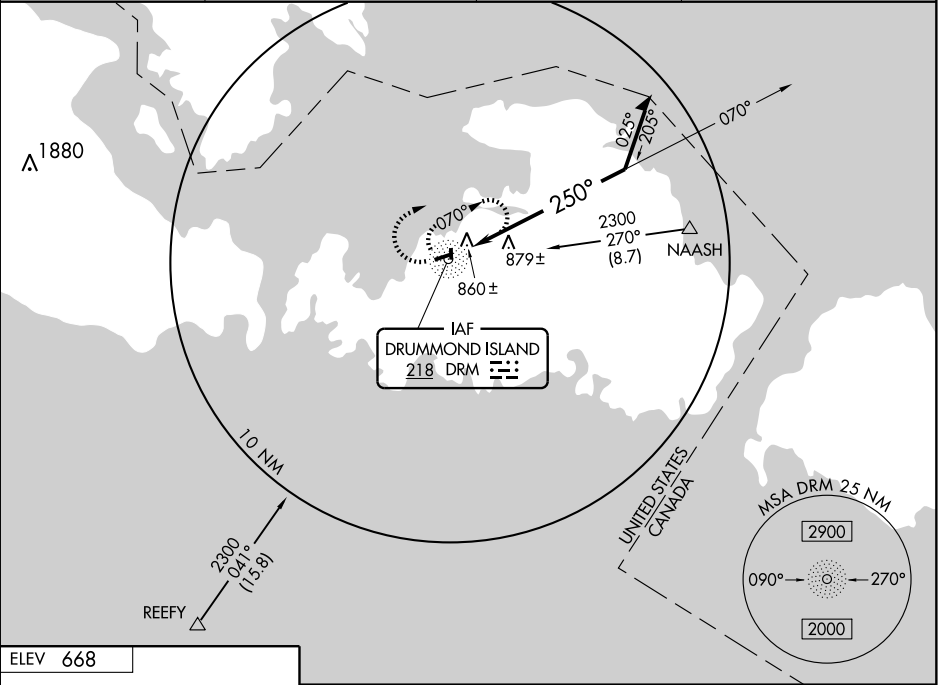 1880
025°
205°
070°
250°
070°
2300
270°
(8.7)
NAASH
879±
860±
IAF
DRUMMOND ISLAND
218 DRM
10 NM
UNITED STATES
CANADA
MSA DRM 25 NM
2900
090°
270°
2000
2300
041°
(15.8)
REEFY
ELEV 668